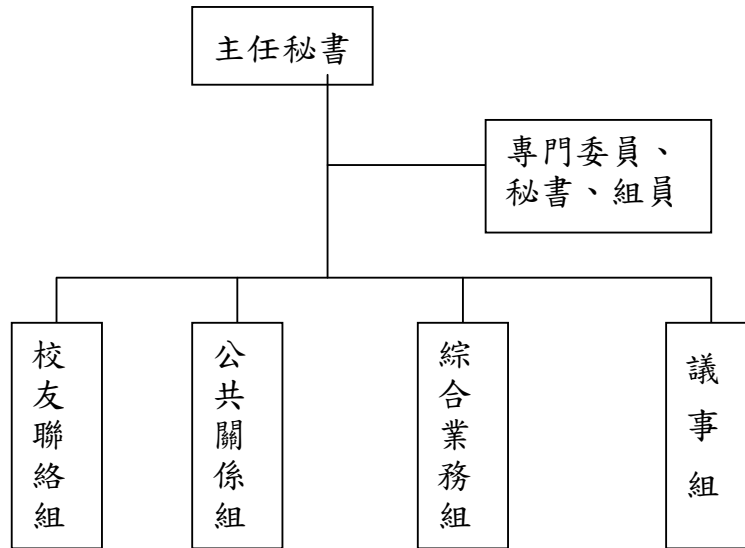 主任秘書
專門委員、
秘書、組員
校友聯絡組
公共關係組
綜合業務組
議事組